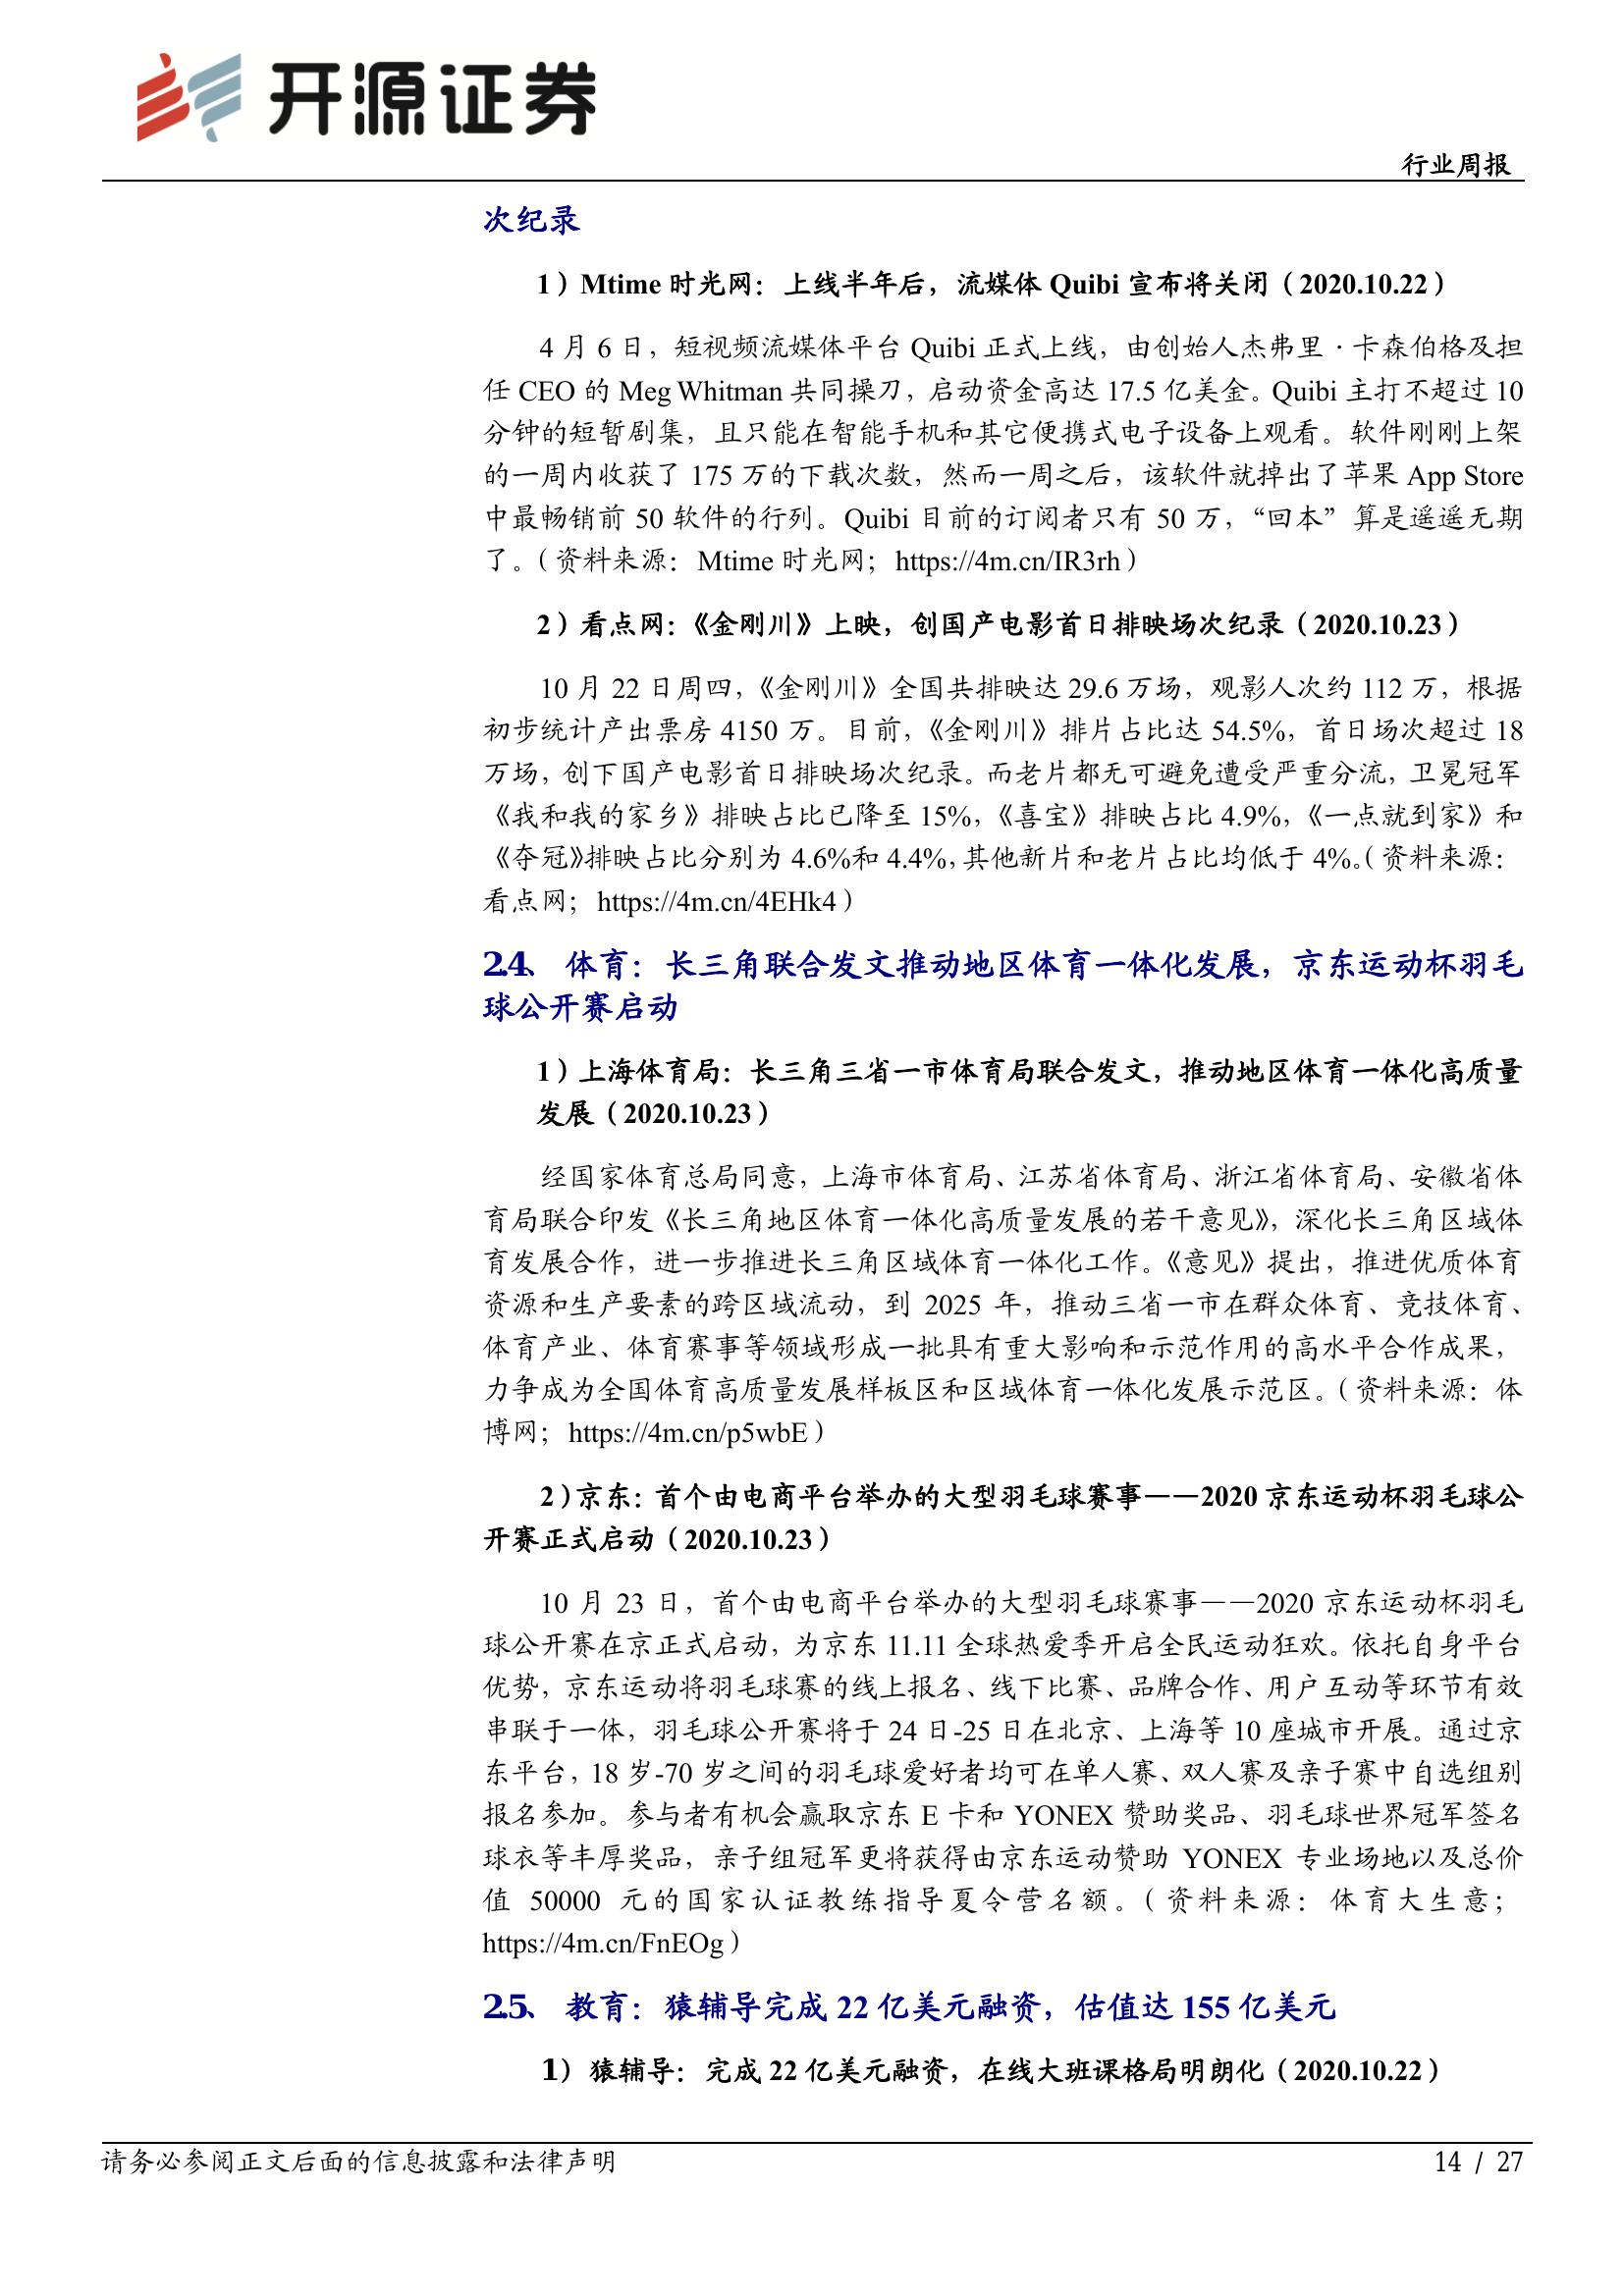 开源证券
行业周报
次纪录
1）Mtime 时光网：上线半年后，流媒体 Quibi 宣布将关闭（2020.10.22）
4 月 6 日，短视频流媒体平台 Quibi 正式上线，由创始人杰弗里·卡森伯格及担
任 CEO 的 Meg Whitman 共同操刀，启动资金高达 17.5 亿美金。Quibi 主打不超过 10
分钟的短暂剧集，且只能在智能手机和其它便携式电子设备上观看。软件刚刚上架
的一周内收获了 175 万的下载次数，然而一周之后，该软件就掉出了苹果 App Store
中最畅销前 50 软件的行列。Quibi 目前的订阅者只有 50 万，“回本”算是遥遥无期
了。（资料来源：Mtime 时光网；https://4m.cn/IR3rh）
2）看点网：《金刚川》上映，创国产电影首日排映场次纪录（2020.10.23）
10 月 22 日周四，《金刚川》全国共排映达 29.6 万场，观影人次约 112 万，根据
初步统计产出票房 4150 万。目前，《金刚川》排片占比达 54.5%，首日场次超过 18
万场，创下国产电影首日排映场次纪录。而老片都无可避免遭受严重分流，卫冕冠军
《我和我的家乡》排映占比已降至 15%，《喜宝》排映占比 4.9%，《一点就到家》和
《夺冠》排映占比分别为 4.6%和 4.4%，其他新片和老片占比均低于 4%。（资料来源：
看点网；https://4m.cn/4EHk4）
2.4、 体育：长三角联合发文推动地区体育一体化发展，京东运动杯羽毛
球公开赛启动
1）上海体育局：长三角三省一市体育局联合发文，推动地区体育一体化高质量
发展（2020.10.23）
经国家体育总局同意，上海市体育局、江苏省体育局、浙江省体育局、安徽省体
育局联合印发《长三角地区体育一体化高质量发展的若干意见》，深化长三角区域体
育发展合作，进一步推进长三角区域体育一体化工作。《意见》提出，推进优质体育
资源和生产要素的跨区域流动，到 2025 年，推动三省一市在群众体育、竞技体育、
体育产业、体育赛事等领域形成一批具有重大影响和示范作用的高水平合作成果，
力争成为全国体育高质量发展样板区和区域体育一体化发展示范区。（资料来源：体
博网；https://4m.cn/p5wbE）
2）京东：首个由电商平台举办的大型羽毛球赛事——2020 京东运动杯羽毛球公
开赛正式启动（2020.10.23）
10 月 23 日，首个由电商平台举办的大型羽毛球赛事——2020 京东运动杯羽毛
球公开赛在京正式启动，为京东 11.11 全球热爱季开启全民运动狂欢。依托自身平台
优势，京东运动将羽毛球赛的线上报名、线下比赛、品牌合作、用户互动等环节有效
串联于一体，羽毛球公开赛将于 24 日-25 日在北京、上海等 10 座城市开展。通过京
东平台，18 岁-70 岁之间的羽毛球爱好者均可在单人赛、双人赛及亲子赛中自选组别
报名参加。参与者有机会赢取京东 E 卡和 YONEX 赞助奖品、羽毛球世界冠军签名
球衣等丰厚奖品，亲子组冠军更将获得由京东运动赞助 YONEX 专业场地以及总价
值 50000 元的国家认证教练指导夏令营名额。（资料来源：体育大生意；
https://4m.cn/FnEOg）
2.5、 教育：猿辅导完成 22 亿美元融资，估值达 155 亿美元
1）猿辅导：完成 22 亿美元融资，在线大班课格局明朗化（2020.10.22）
请务必参阅正文后面的信息披露和法律声明
14 / 27